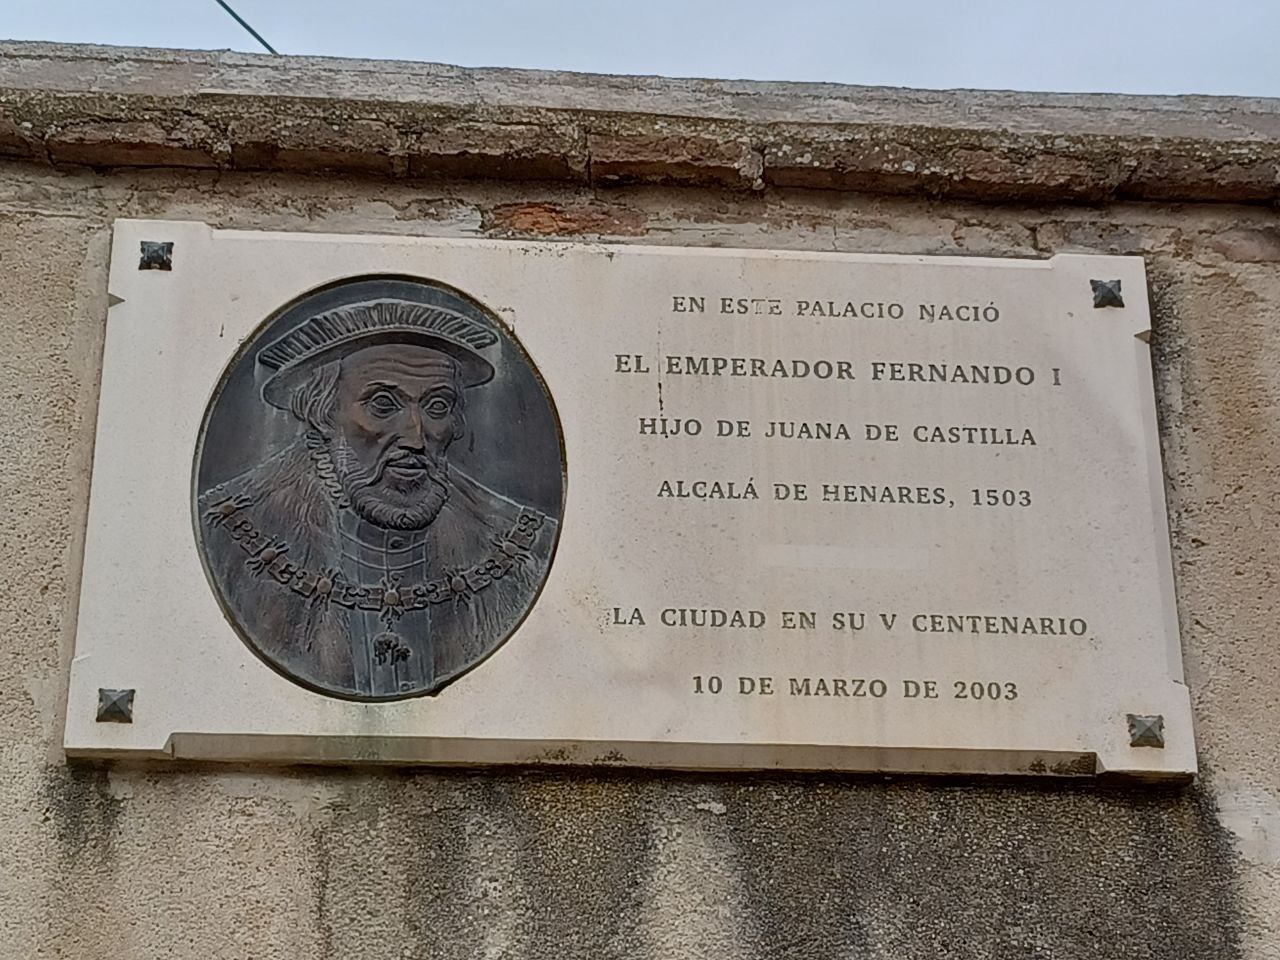 EN ESTE PALACIO NACIÓ
EL EMPERADOR FERNANDO I
HIJO DE JUANA DE CASTILLA
ALCALÁ DE HENARES, 1503
LA CIUDAD EN SU V CENTENARIO
10 DE MARZO DE 2003